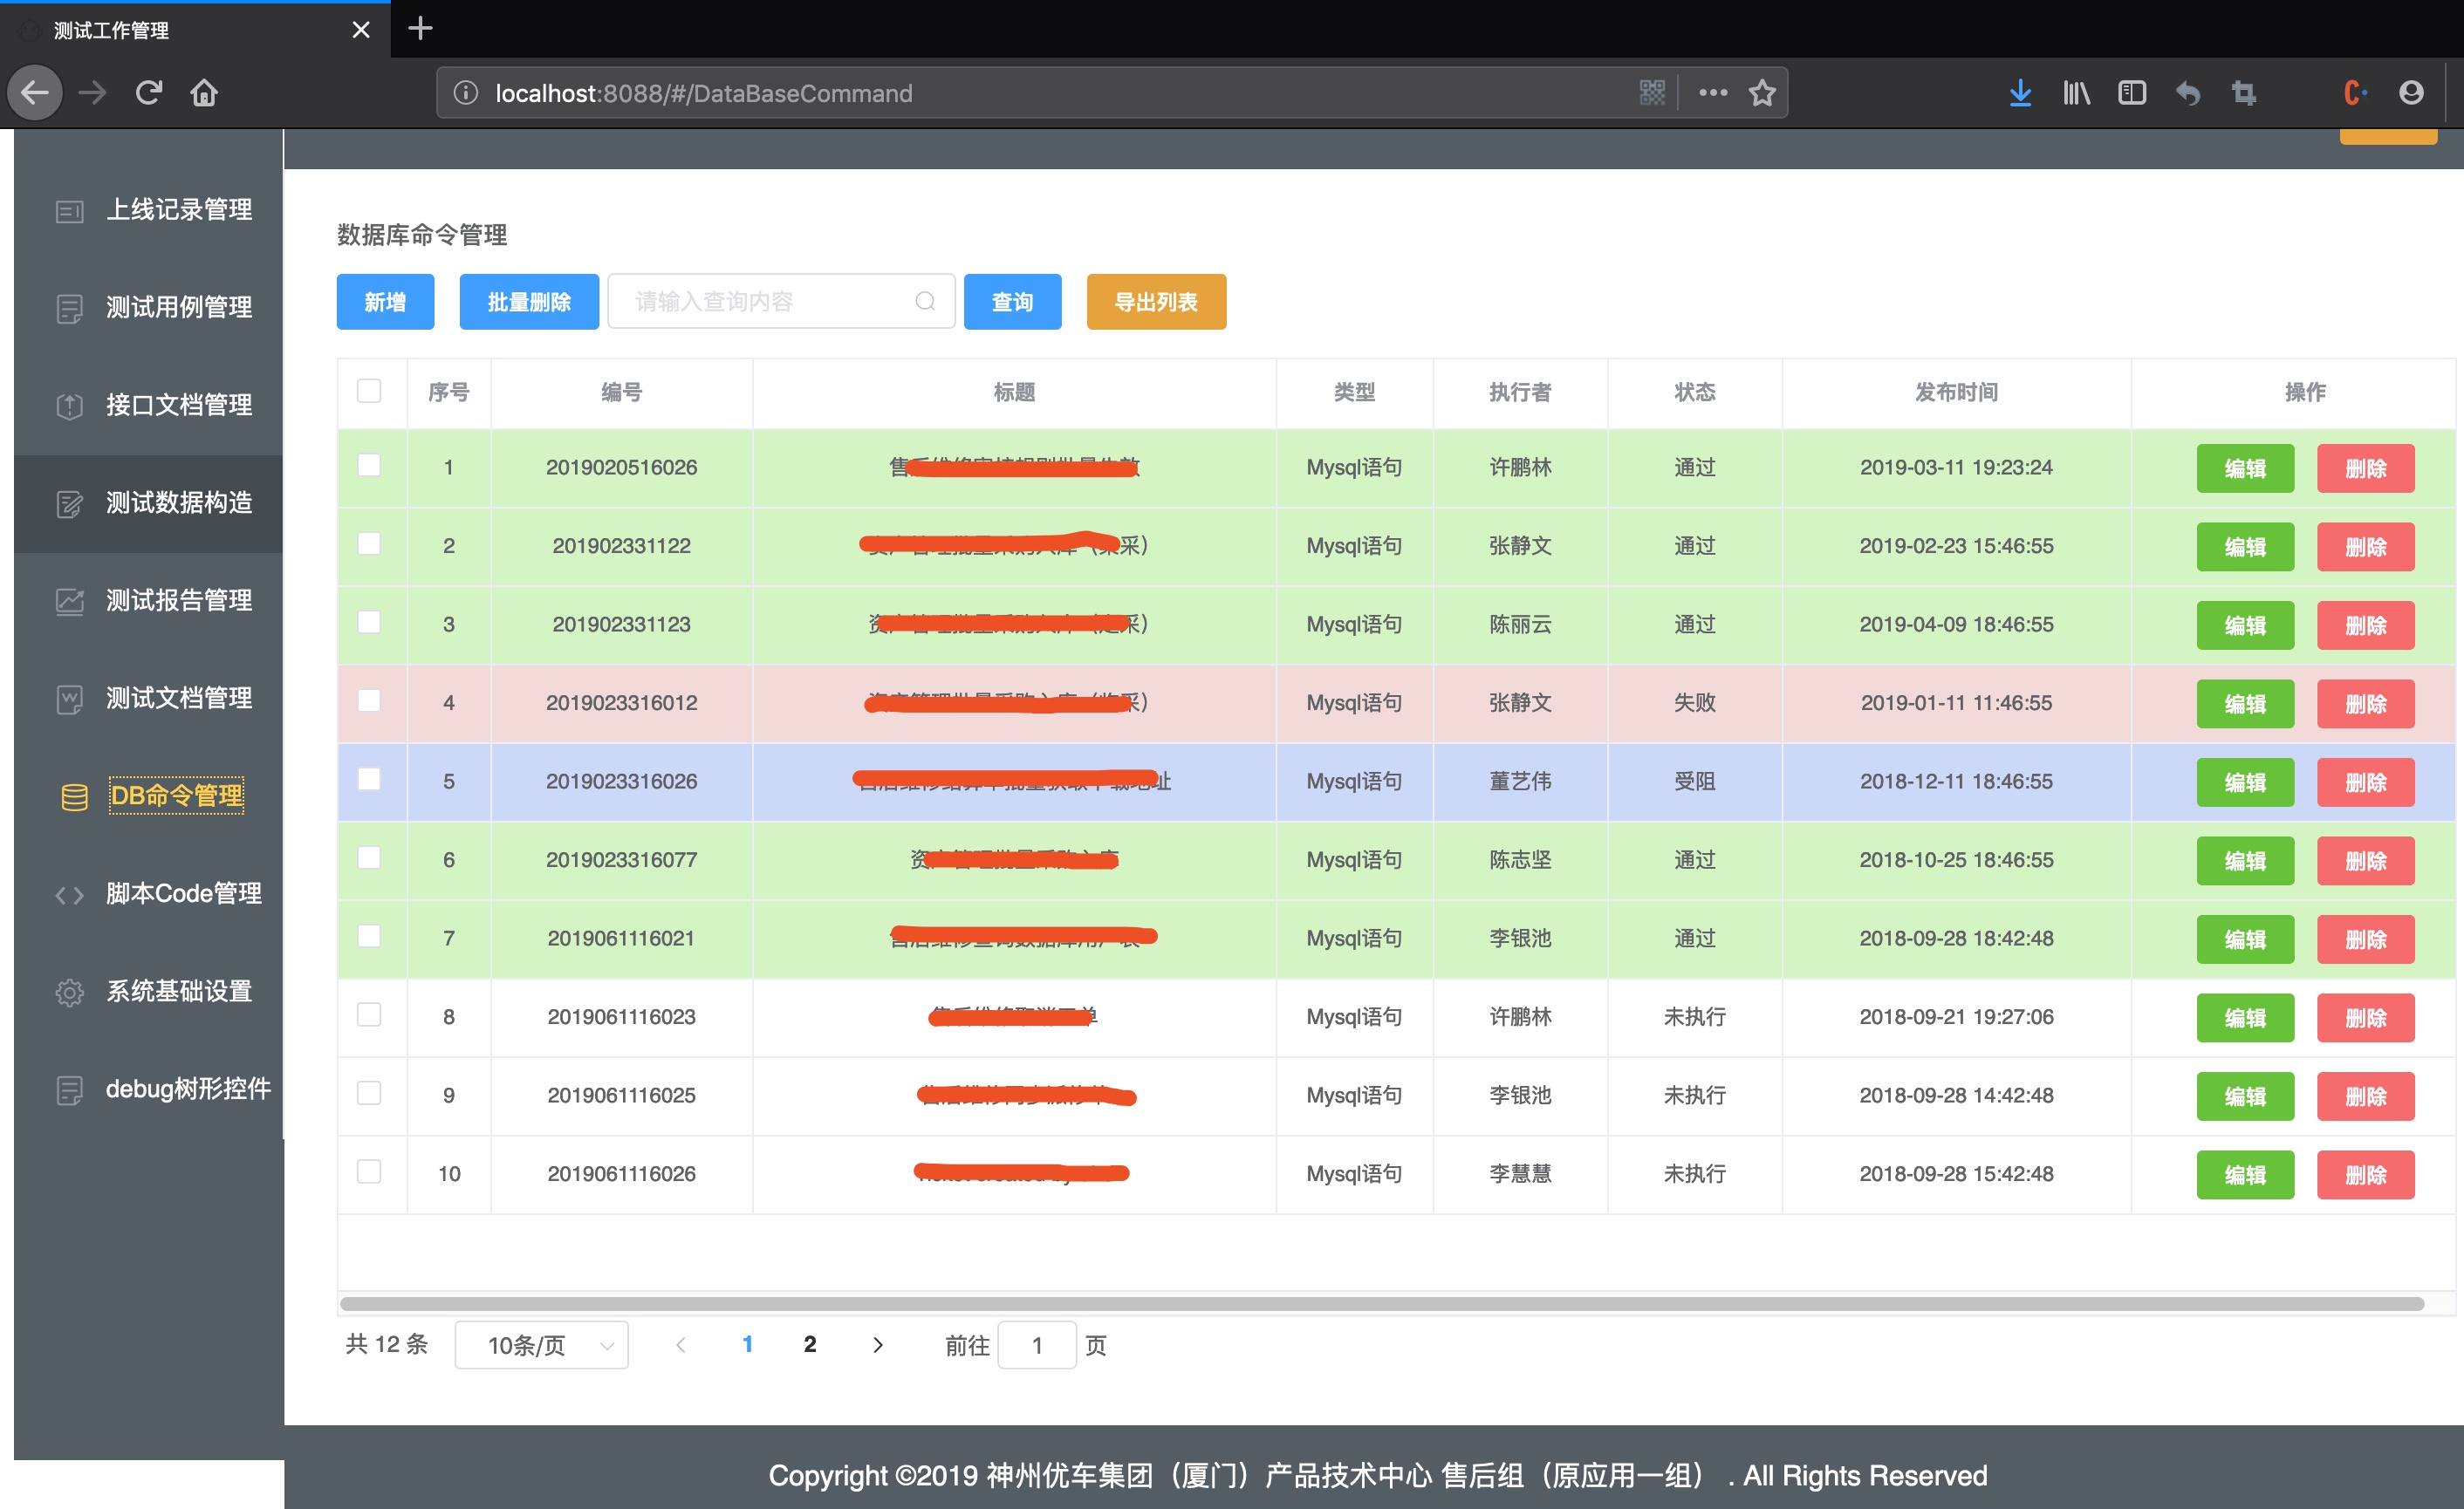 测试工作管理
localhost:8088/#/DataBaseCommand
上线记录管理
测试用例管理
接口文档管理
测试数据构造
测试报告管理
测试文档管理
DB命令管理
脚本Code管理
系统基础设置
debug树形控件
数据库命令管理
新增 批量删除 请输入查询内容 查询 导出列表
序号 编号 标题 类型 执行者 状态 发布时间 操作
1 2019020516026 售 Mysql语句 许鹏林 通过 2019-03-11 19:23:24 编辑 删除
2 201902331122 采） Mysql语句 张静文 通过 2019-02-23 15:46:55 编辑 删除
3 201902331123 资 采） Mysql语句 陈丽云 通过 2019-04-09 18:46:55 编辑 删除
4 2019023316012 采） Mysql语句 张静文 失败 2019-01-11 11:46:55 编辑 删除
5 2019023316026 址 Mysql语句 董艺伟 受阻 2018-12-11 18:46:55 编辑 删除
6 2019023316077 资 Mysql语句 陈志坚 通过 2018-10-25 18:46:55 编辑 删除
7 2019061116021 Mysql语句 李银池 通过 2018-09-28 18:42:48 编辑 删除
8 2019061116023 Mysql语句 许鹏林 未执行 2018-09-21 19:27:06 编辑 删除
9 2019061116025 Mysql语句 李银池 未执行 2018-09-28 14:42:48 编辑 删除
10 2019061116026 Mysql语句 李慧慧 未执行 2018-09-28 15:42:48 编辑 删除
共 12 条 10条/页 1 2 前往 1 页
Copyright ©2019 神州优车集团（厦门）产品技术中心 售后组（原应用一组）. All Rights Reserved